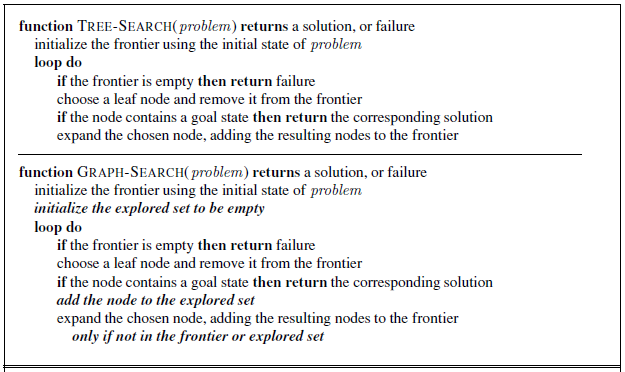 function TREE-SEARCH(problem) returns a solution, or failure
initialize the frontier using the initial state of problem
loop do
if the frontier is empty then return failure
choose a leaf node and remove it from the frontier
if the node contains a goal state then return the corresponding solution
expand the chosen node, adding the resulting nodes to the frontier
function GRAPH-SEARCH(problem) returns a solution, or failure
initialize the frontier using the initial state of problem
initialize the explored set to be empty
loop do
if the frontier is empty then return failure
choose a leaf node and remove it from the frontier
if the node contains a goal state then return the corresponding solution
add the node to the explored set
expand the chosen node, adding the resulting nodes to the frontier
only if not in the frontier or explored set